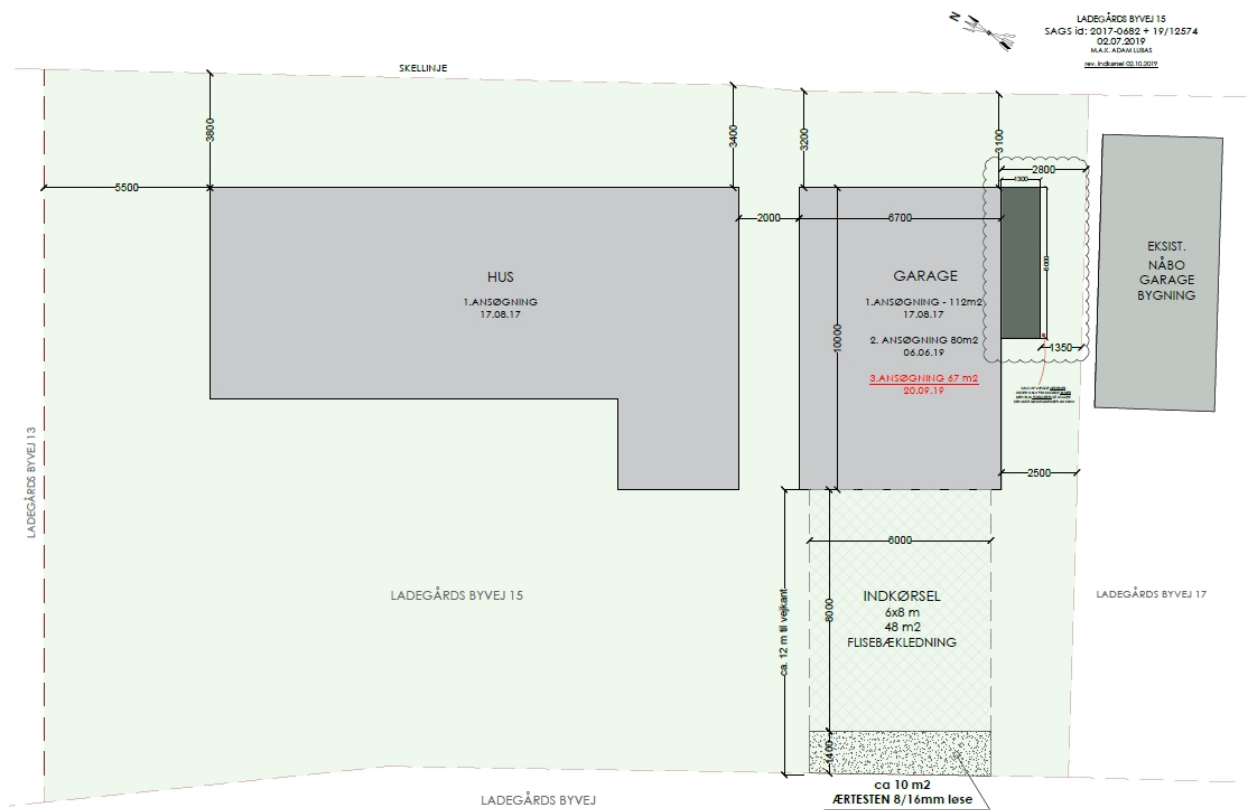 N
LADEGÅRDS BYVEJ 15
SAGS id: 2017-0682 + 19/12574
02.07.2019
M.A.K. ADAM LUBAS
rev. Indkørsel 02.10.2019
SKELLINJE
3800
3400
3200
3100
5500
2000
6700
2800
1300
5000
1350
HUS
1.ANSØGNING
17.08.17
GARAGE
1.ANSØGNING - 112m2
17.08.17
2. ANSØGNING 80m2
06.06.19
3.ANSØGNING 67 m2
20.09.19
10000
EKSIST.
NÅBO
GARAGE
BYGNING
2500
LADEGÅRDS BYVEJ 13
6000
LADEGÅRDS BYVEJ 15
INDKØRSEL
6x8 m
48 m2
FLISEBÆKLEDNING
8000
ca. 12 m til vejkant
LADEGÅRDS BYVEJ 17
1400
ca 10 m2
ÆRTESTEN 8/16mm løse
LADEGÅRDS BYVEJ